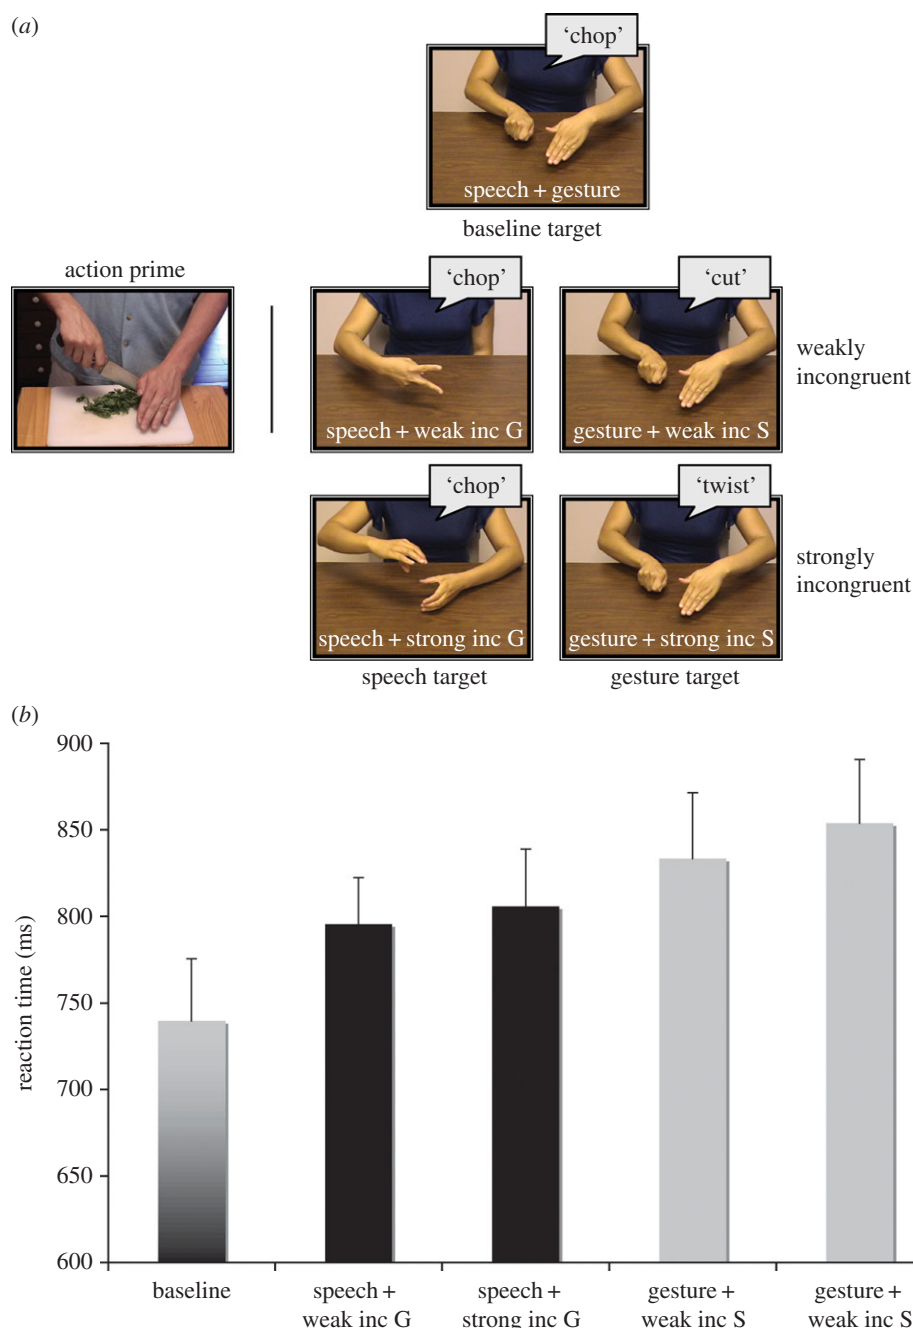 (a)
‘chop’
speech + gesture
baseline target
action prime
‘chop’
‘cut’
speech + weak inc G
gesture + weak inc S
weakly
incongruent
‘chop’
‘twist’
speech + strong inc G
gesture + strong inc S
strongly
incongruent
speech target
gesture target
(b)
900
850
800
750
700
650
600
reaction time (ms)
baseline
speech +
weak inc G
speech +
strong inc G
gesture +
weak inc S
gesture +
weak inc S